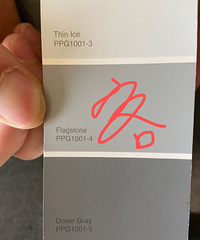 Thin Ice
PPG1001-3
Flagstone
PPG1001-4
Dover Gray
PPG1001-5